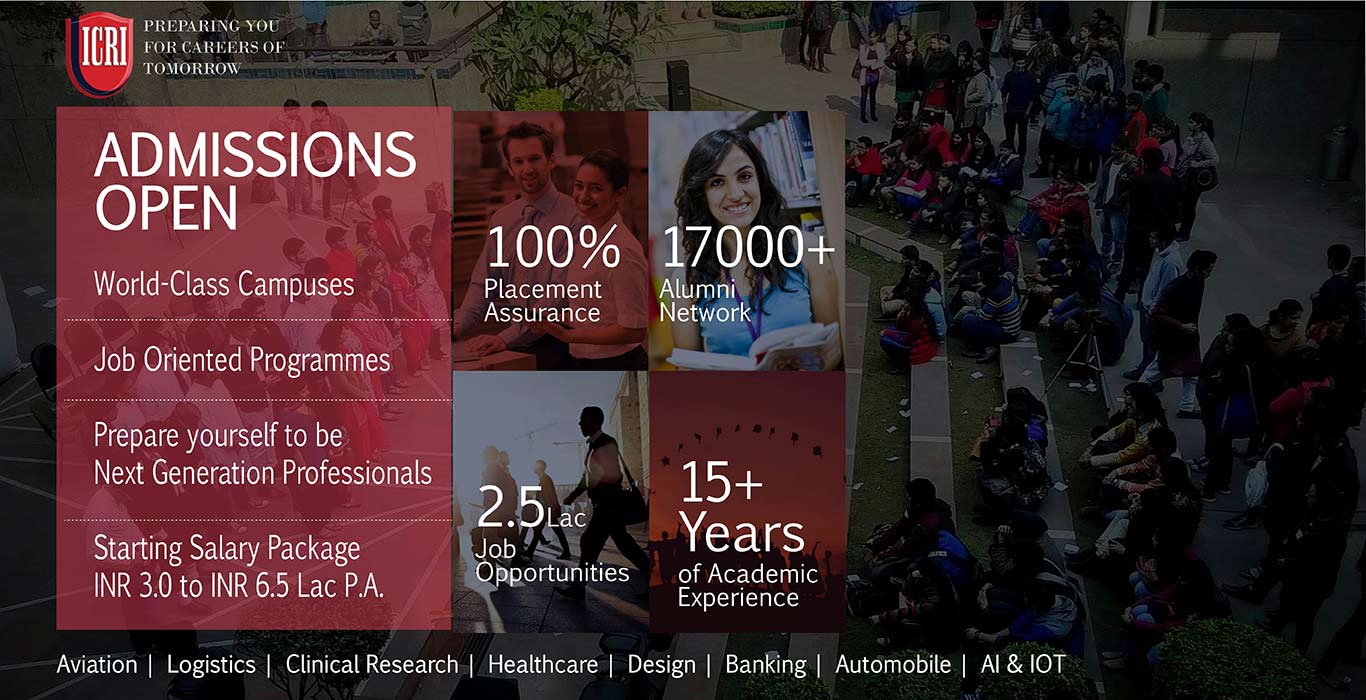 ICRI
PREPARING YOU
FOR CAREERS OF
TOMORROW
ADMISSIONS
OPEN
World-Class Campuses
Job Oriented Programmes
Prepare yourself to be
Next Generation Professionals
Starting Salary Package
INR 3.0 to INR 6.5 Lac P.A.
100%
Placement
Assurance
17000+
Alumni
Network
2.5 Lac
Job
Opportunities
15+
Years
of Academic
Experience
Aviation | Logistics | Clinical Research | Healthcare | Design | Banking | Automobile | AI & IOT